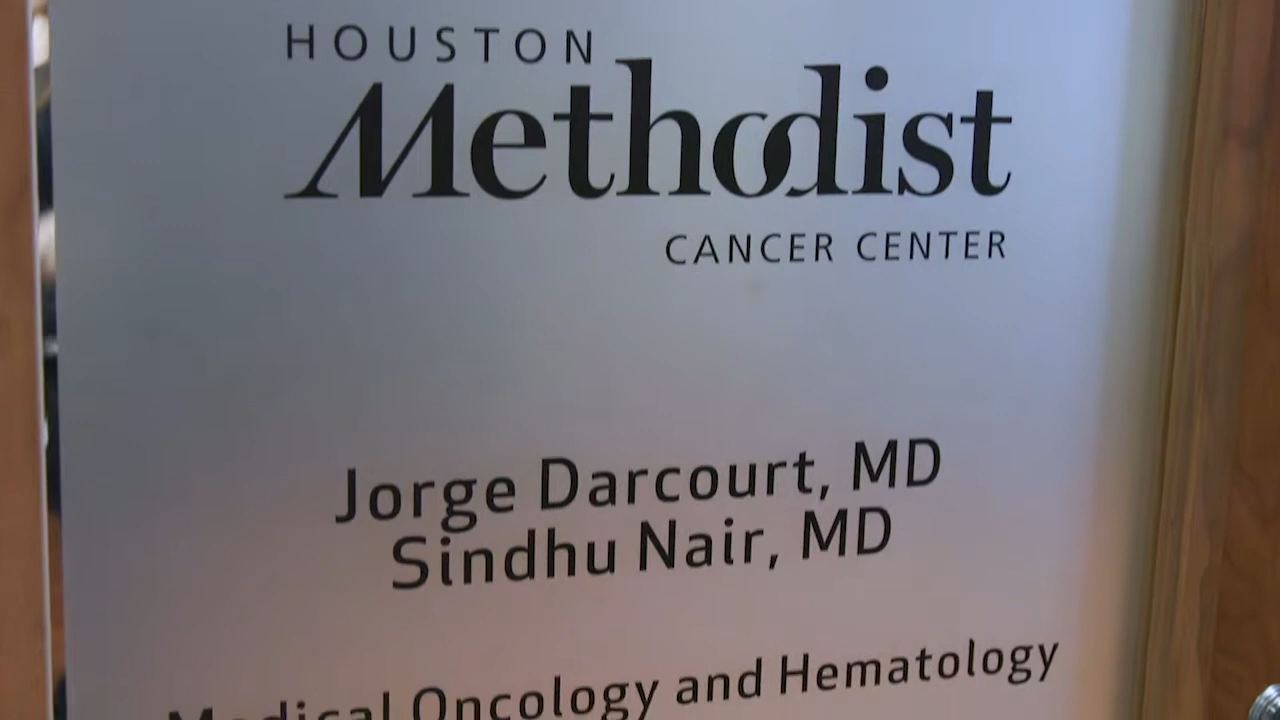 HOUSTON
Methodist
CANCER CENTER
Jorge Darcourt, MD
Sindhu Nair, MD
Medical Oncology and Hematology